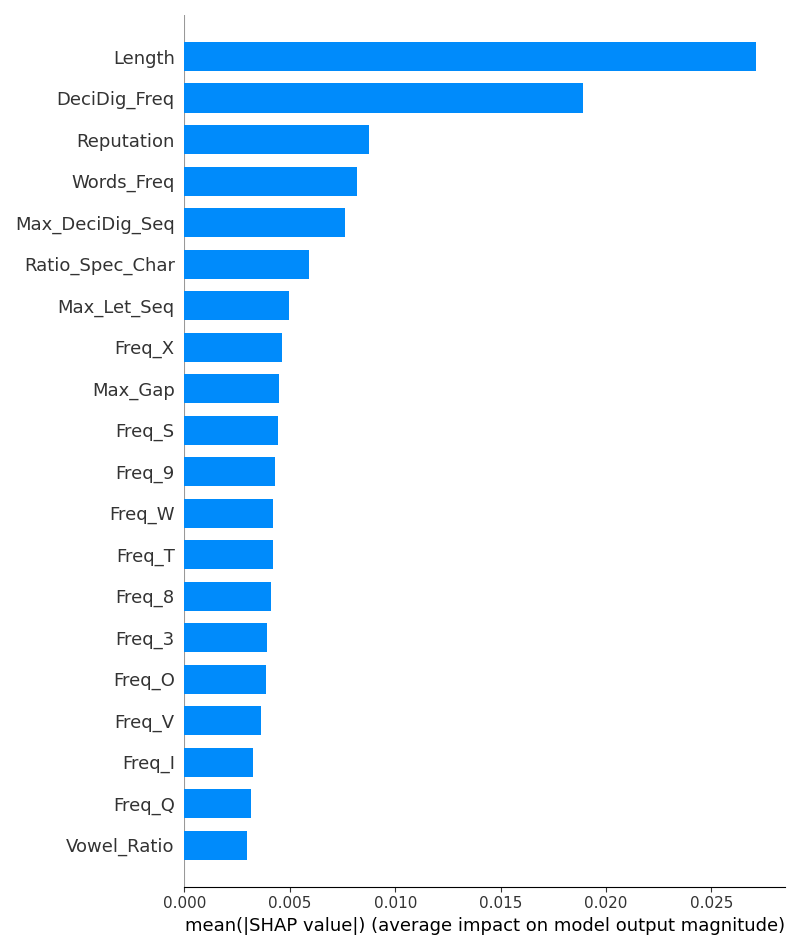 Length
DeciDig_Freq
Reputation
Words_Freq
Max_DeciDig_Seq
Ratio_Spec_Char
Max_Let_Seq
Freq_X
Max_Gap
Freq_S
Freq_9
Freq_W
Freq_T
Freq_8
Freq_3
Freq_O
Freq_V
Freq_I
Freq_Q
Vowel_Ratio
0.000 0.005 0.010 0.015 0.020 0.025
mean(|SHAP value|) (average impact on model output magnitude)